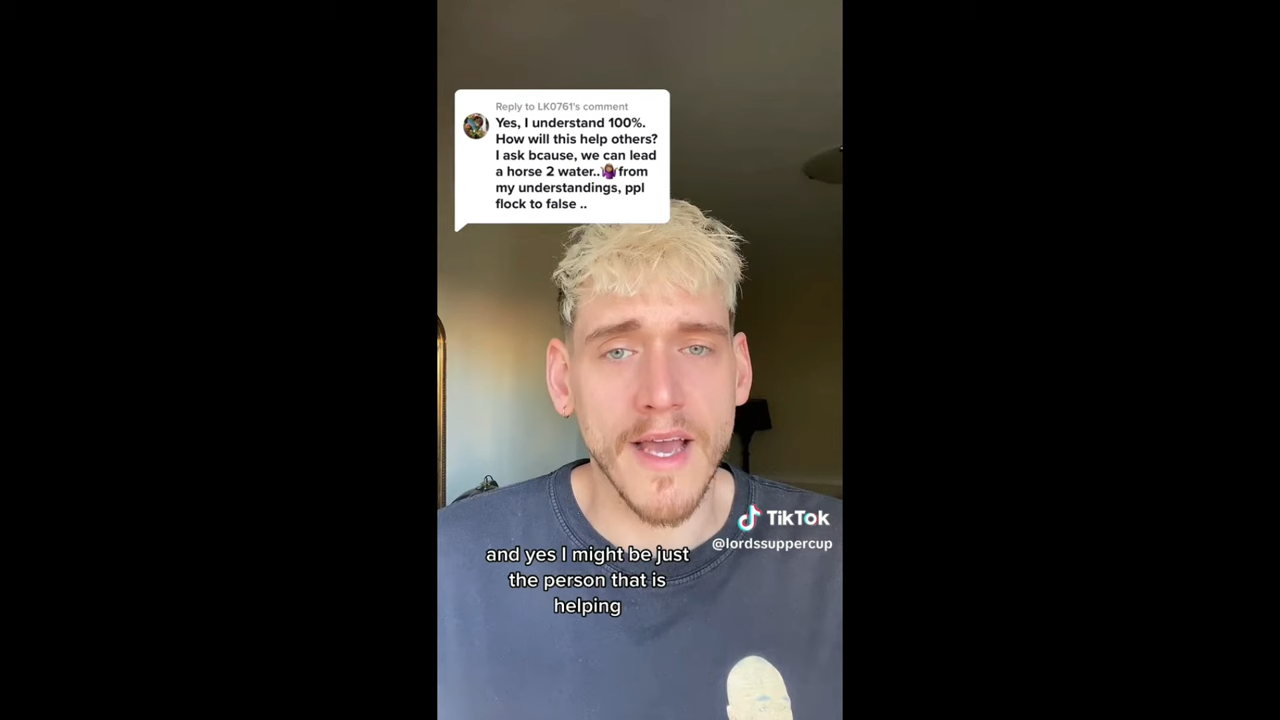 Reply to LK0761's comment
Yes, I understand 100%.
How will this help others?
I ask bcause, we can lead
a horse 2 water..🤷🏾‍♀️from
my understandings, ppl
flock to false ..
TikTok
@lordssuppercup
and yes I might be just
the person that is
helping